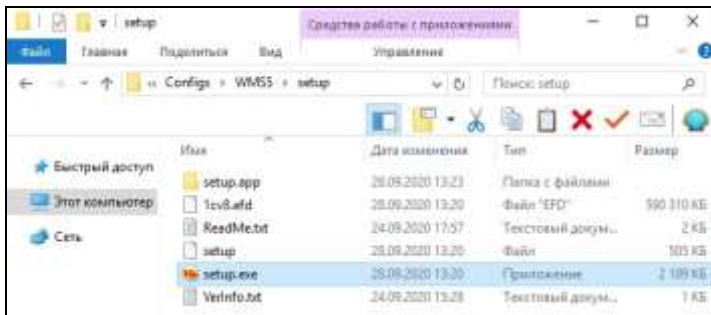 setup
Средства работы с приложениями
Файл Главная Поделиться Вид Управление
Configs WMS5 setup
Поиск: setup
Имя Дата изменения Тип Размер
Быстрый доступ
Этот компьютер
Сеть
setup.app 28.09.2020 13:23 Папка с файлами
1cv8.efd 28.09.2020 13:20 Файл "EFD" 590 310 КБ
ReadMe.txt 24.09.2020 17:57 Текстовый докум... 2 КБ
setup 28.09.2020 13:20 Файл 505 КБ
setup.exe 28.09.2020 13:20 Приложение 2 109 КБ
VerInfo.txt 24.09.2020 15:28 Текстовый докум... 1 КБ